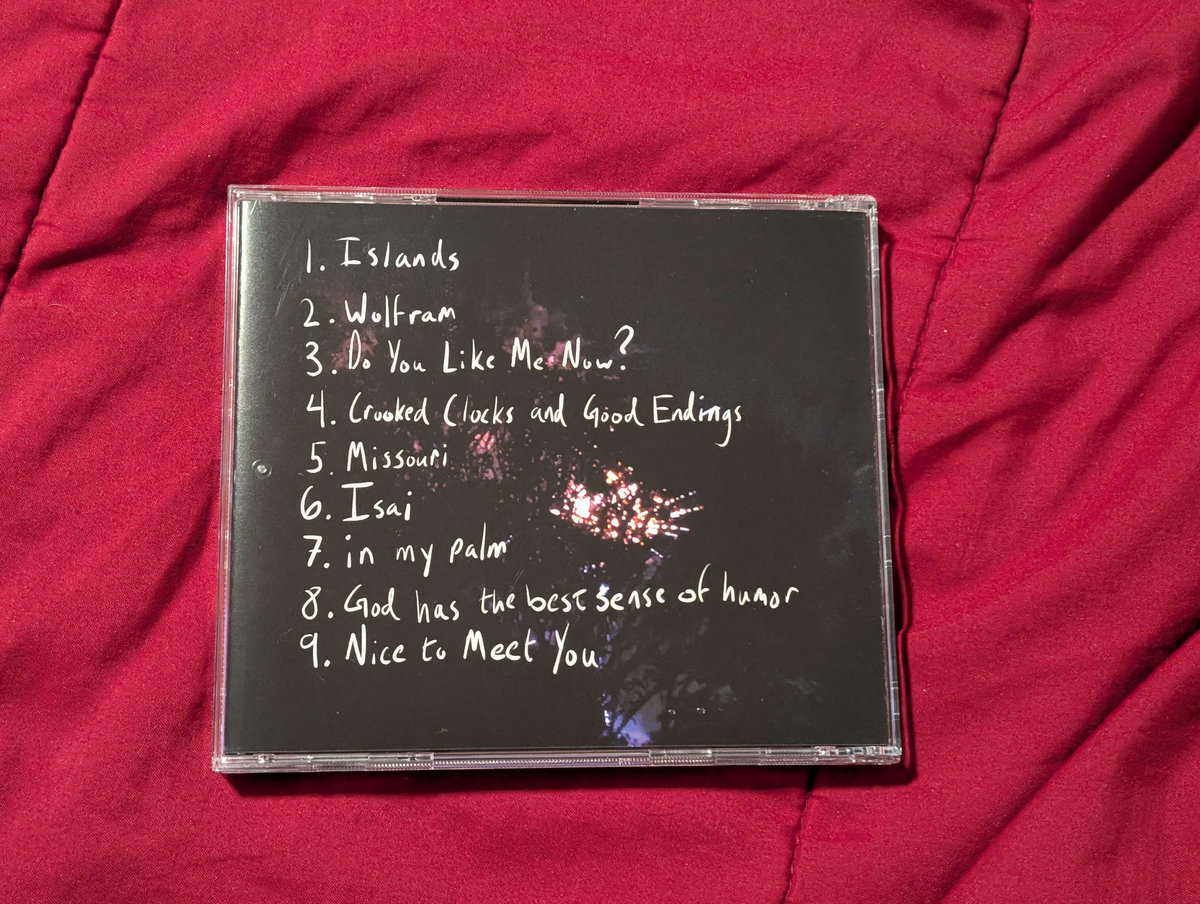 1. Islands
2. Wolfram
3. Do You Like Me Now?
4. Crooked Clocks and Good Endings
5. Missouri
6. Isai
7. in my palm
8. God has the best sense of humor
9. Nice to Meet You